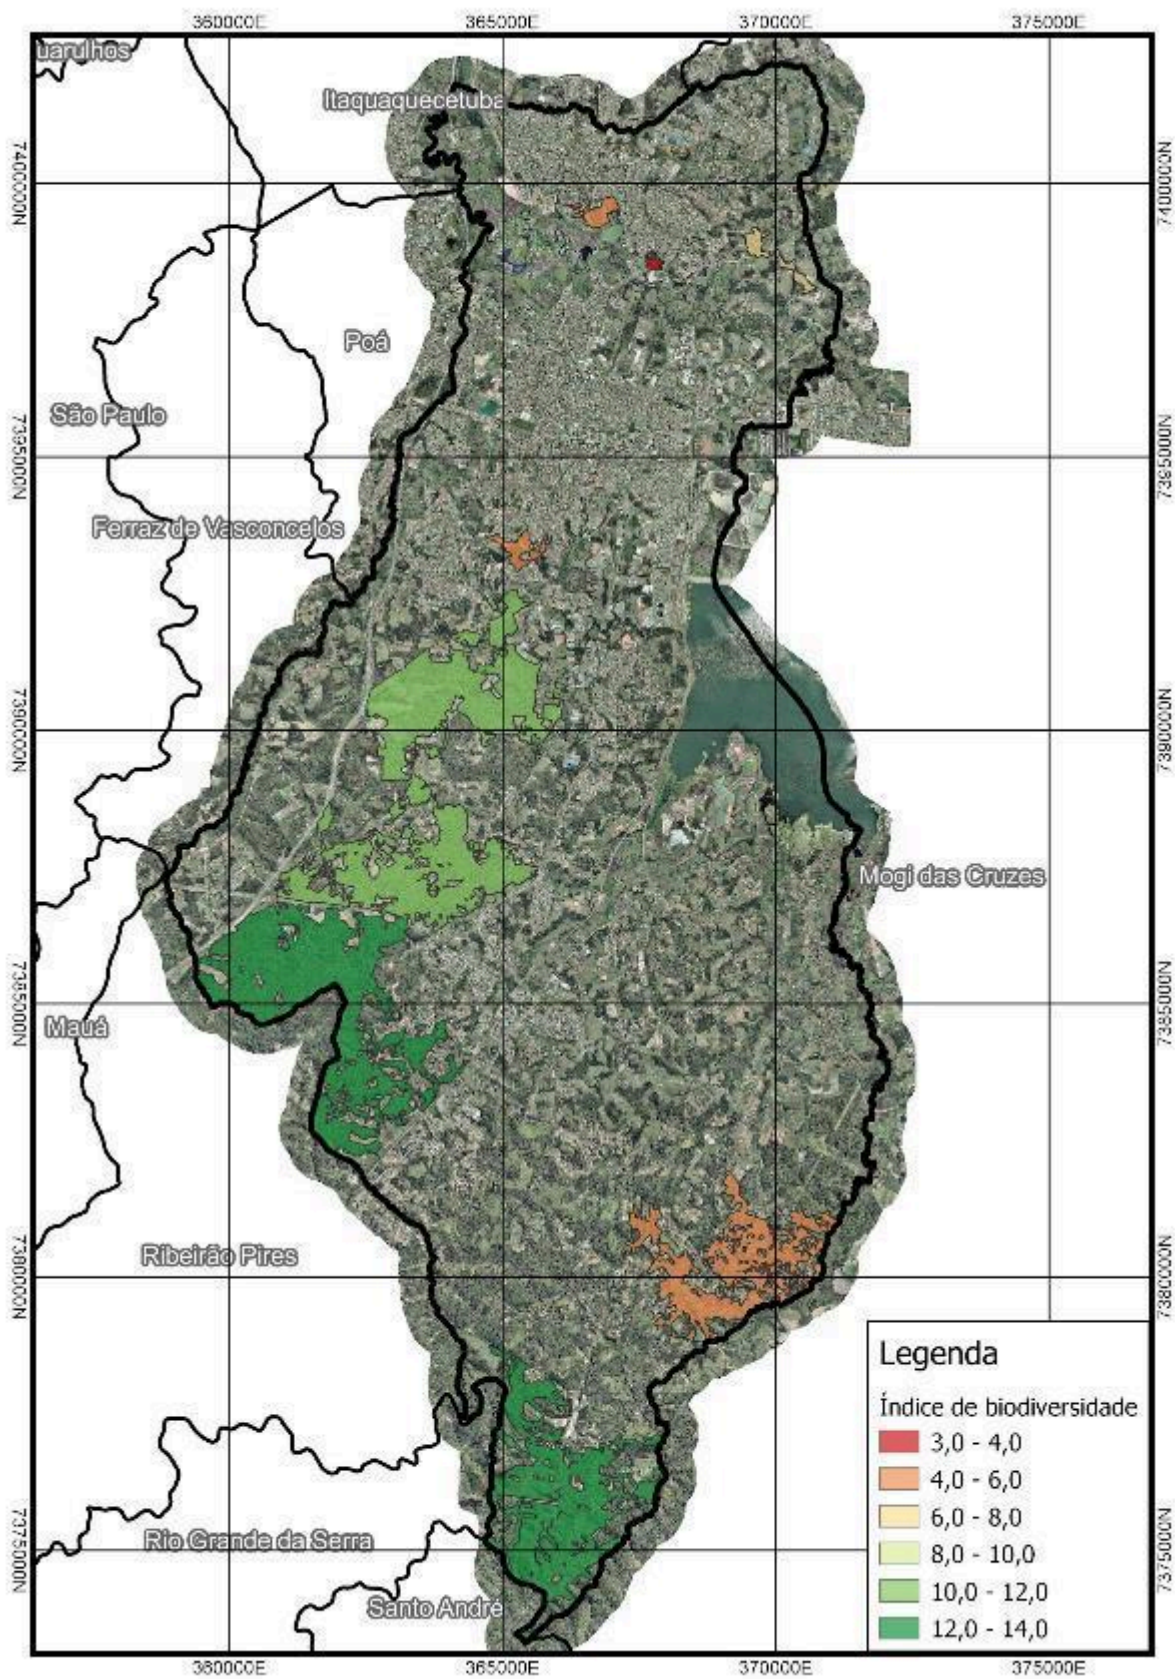 360000E 365000E 370000E 375000E
uarulhos
Itaquaquecetuba
7400000N 7400000N
Poá
São Paulo
7395000N 7395000N
Ferraz de Vasconcelos
7390000N 7390000N
Mogi das Cruzes
7385000N 7385000N
Mauá
Ribeirão Pires
7380000N 7380000N
Legenda
Índice de biodiversidade
3,0 - 4,0
4,0 - 6,0
6,0 - 8,0
8,0 - 10,0
10,0 - 12,0
12,0 - 14,0
Rio Grande da Serra
7375000N 7375000N
Santo André
360000E 365000E 370000E 375000E